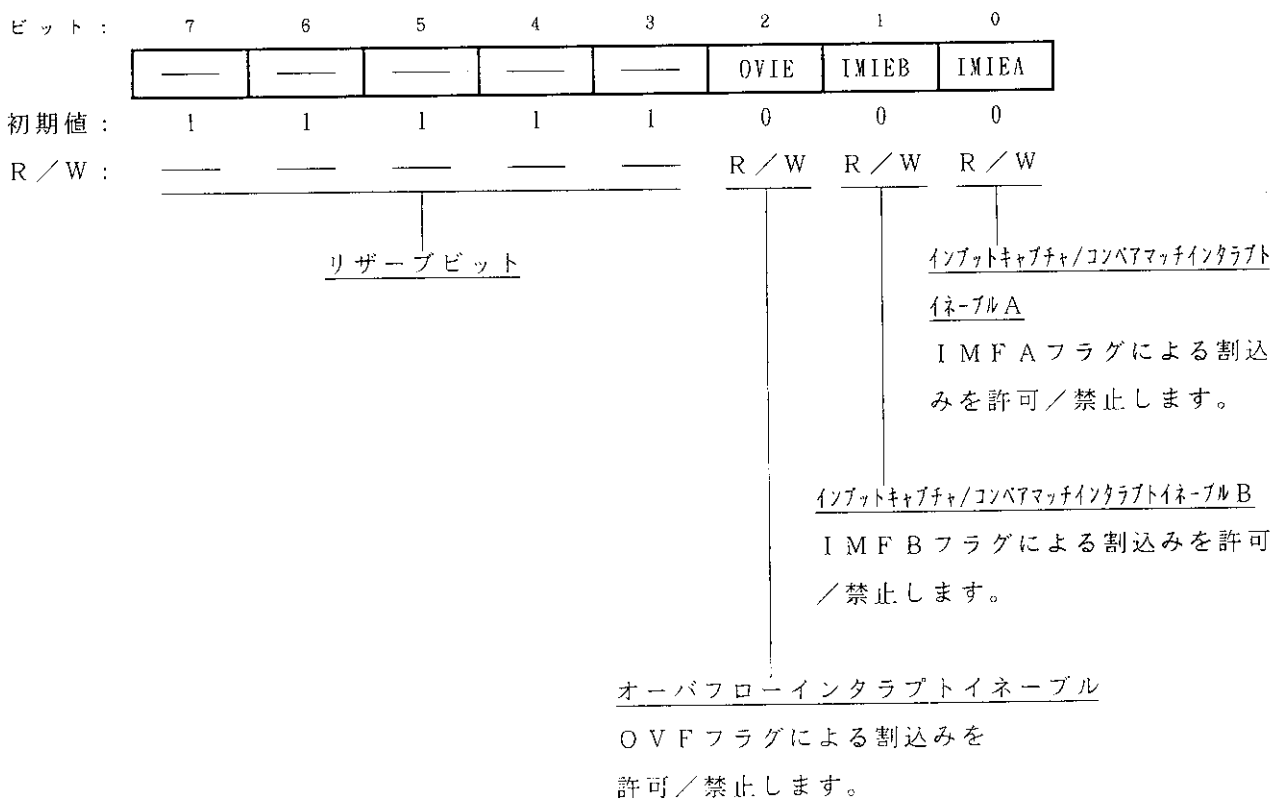 ビット： 7 6 5 4 3 2 1 0
— — — — — OVIE IMIEB IMIEA
初期値： 1 1 1 1 1 0 0 0
R／W： — — — — — R／W R／W R／W
リザーブビット
インプットキャプチャ/コンペアマッチインタラプト
イネーブルA
IMFAフラグによる割込
みを許可／禁止します。
インプットキャプチャ/コンペアマッチインタラプトイネーブルB
IMFBフラグによる割込みを許可
／禁止します。
オーバフローインタラプトイネーブル
OVFフラグによる割込みを
許可／禁止します。